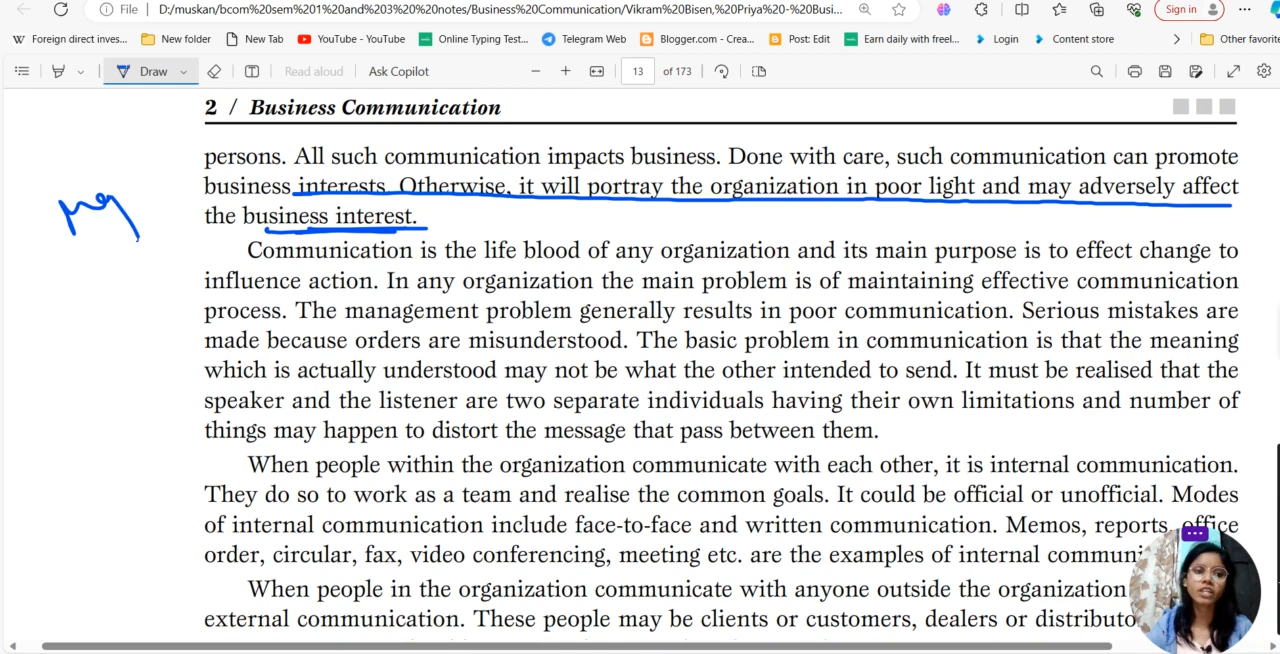 File D:/muskan/bcom%20sem%201%20and%203%20%20notes/Business%20Communication/Vikram%20Bisen,%20Priya%20-%20Busi... Sign in
Foreign direct inves... New folder New Tab YouTube - YouTube Online Typing Test... Telegram Web Blogger.com - Crea... Post: Edit Earn daily with freel... Login Content store Other favorite
Draw Read aloud Ask Copilot 13 of 173
2 / Business Communication
persons. All such communication impacts business. Done with care, such communication can promote
business interests. Otherwise, it will portray the organization in poor light and may adversely affect
the business interest.
Communication is the life blood of any organization and its main purpose is to effect change to
influence action. In any organization the main problem is of maintaining effective communication
process. The management problem generally results in poor communication. Serious mistakes are
made because orders are misunderstood. The basic problem in communication is that the meaning
which is actually understood may not be what the other intended to send. It must be realised that the
speaker and the listener are two separate individuals having their own limitations and number of
things may happen to distort the message that pass between them.
When people within the organization communicate with each other, it is internal communication.
They do so to work as a team and realise the common goals. It could be official or unofficial. Modes
of internal communication include face-to-face and written communication. Memos, reports, office
order, circular, fax, video conferencing, meeting etc. are the examples of internal communi
When people in the organization communicate with anyone outside the organization
external communication. These people may be clients or customers, dealers or distributo